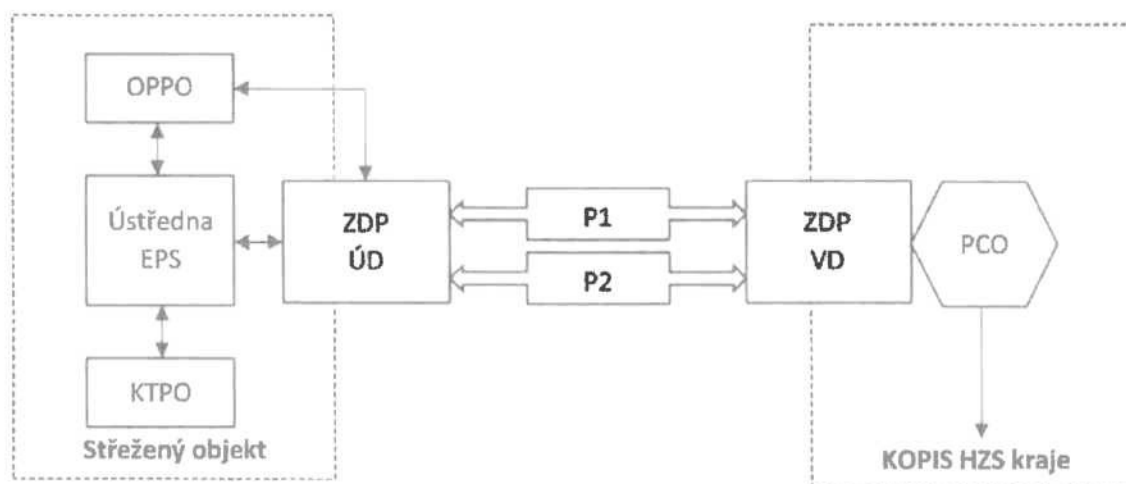 OPPO
Ústředna
EPS
KTPO
Střežený objekt
ZDP
ÚD
P1
P2
ZDP
VD
PCO
KOPIS HZS kraje